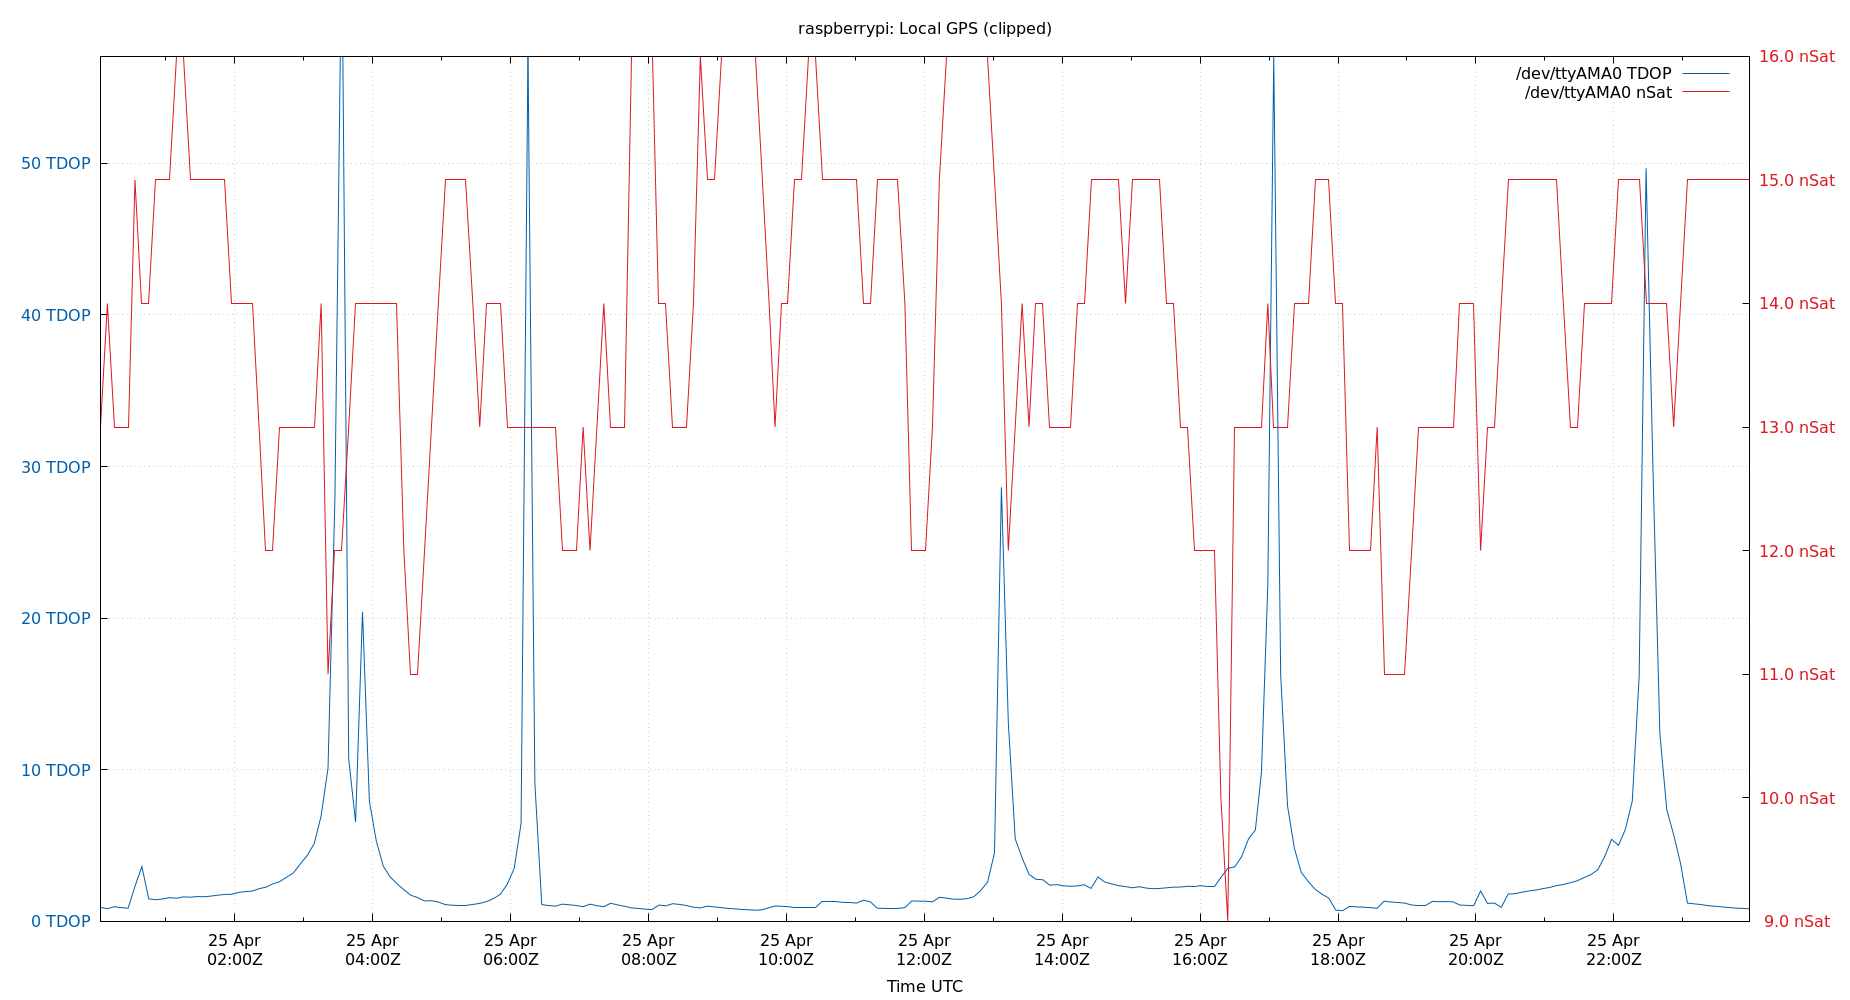 raspberrypi: Local GPS (clipped)
/dev/ttyAMA0 TDOP
/dev/ttyAMA0 nSat
50 TDOP
40 TDOP
30 TDOP
20 TDOP
10 TDOP
0 TDOP
16.0 nSat
15.0 nSat
14.0 nSat
13.0 nSat
12.0 nSat
11.0 nSat
10.0 nSat
9.0 nSat
25 Apr
02:00Z
25 Apr
04:00Z
25 Apr
06:00Z
25 Apr
08:00Z
25 Apr
10:00Z
25 Apr
12:00Z
25 Apr
14:00Z
25 Apr
16:00Z
25 Apr
18:00Z
25 Apr
20:00Z
25 Apr
22:00Z
Time UTC